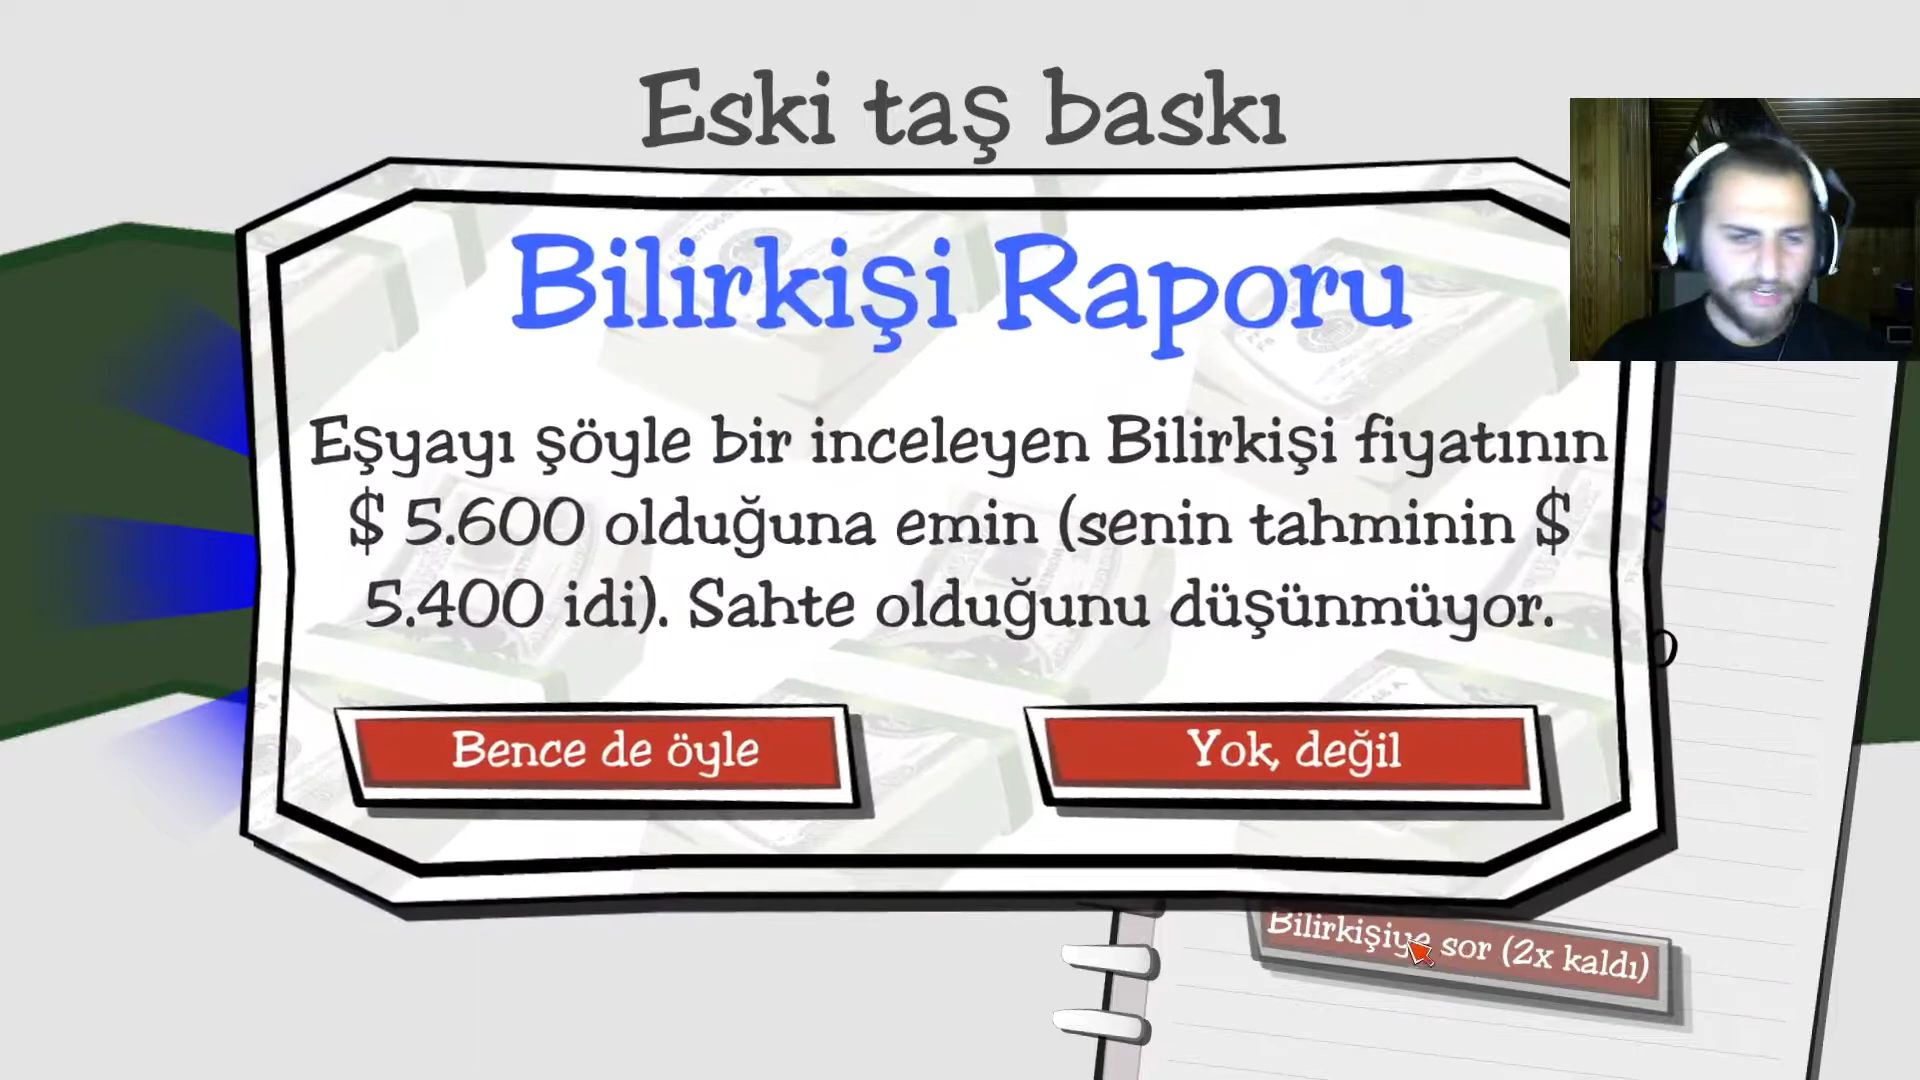 Eski taş baskı
Bilirkişi Raporu
Eşyayı şöyle bir inceleyen Bilirkişi fiyatının
$ 5.600 olduğuna emin (senin tahminin $
5.400 idi). Sahte olduğunu düşünmüyor.
Bence de öyle
Yok, değil
Bilirkişiye sor (2x kaldı)